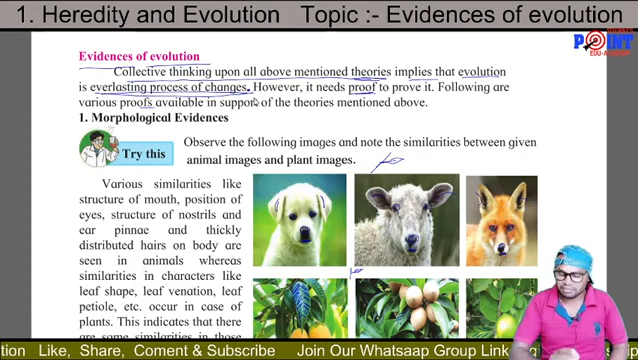 1. Heredity and Evolution    Topic :- Evidences of evolution
POINT
Evidences of evolution
Collective thinking upon all above mentioned theories implies that evolution
is everlasting process of changes. However, it needs proof to prove it. Following are
various proofs available in support of the theories mentioned above.
1. Morphological Evidences
Try this
Observe the following images and note the similarities between given
animal images and plant images.
Various similarities like
structure of mouth, position of
eyes, structure of nostrils and
ear pinnae and thickly
distributed hairs on body are
seen in animals whereas
similarities in characters like
leaf shape, leaf venation, leaf
petiole, etc. occur in case of
plants. This indicates that there
are some similarities in those
tion  Like, Share, Coment & Subscribe    Join Our Whatsaap Group Link